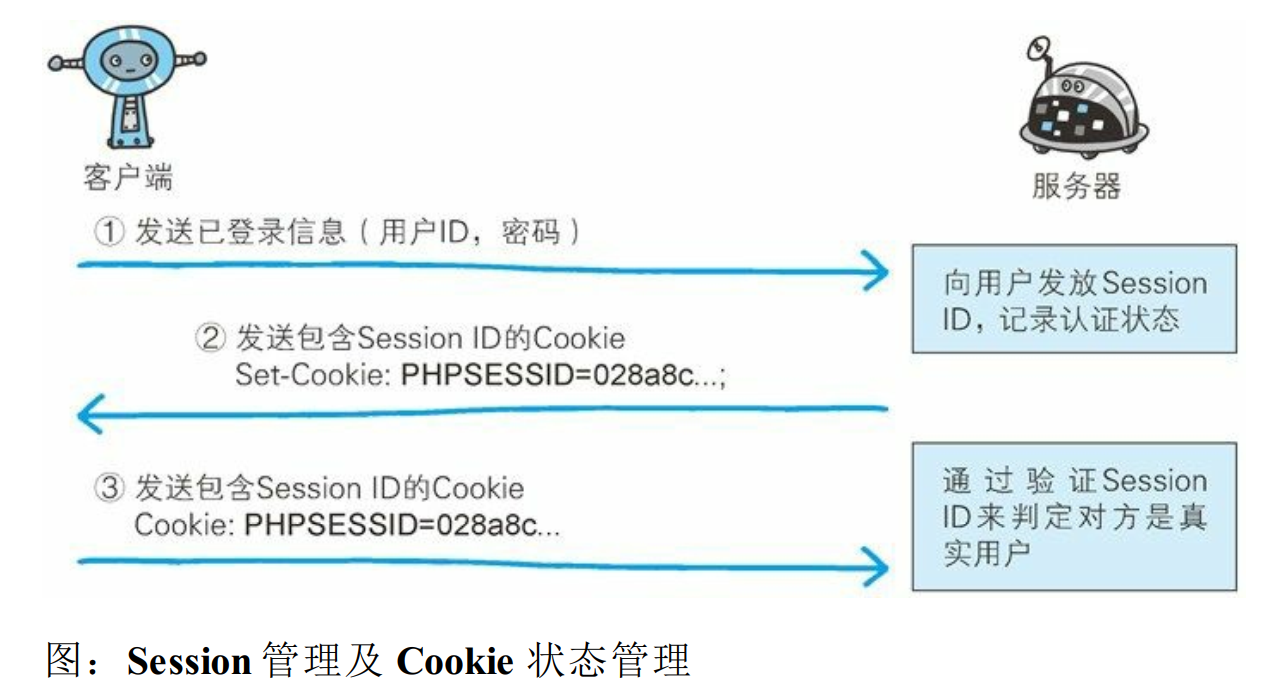 客户端
服务器
① 发送已登录信息（用户ID，密码）
向用户发放Session
ID，记录认证状态
② 发送包含Session ID的Cookie
Set-Cookie: PHPSESSID=028a8c...;
③ 发送包含Session ID的Cookie
Cookie: PHPSESSID=028a8c...
通过验证Session
ID来判定对方是真
实用户
图：Session 管理及 Cookie 状态管理